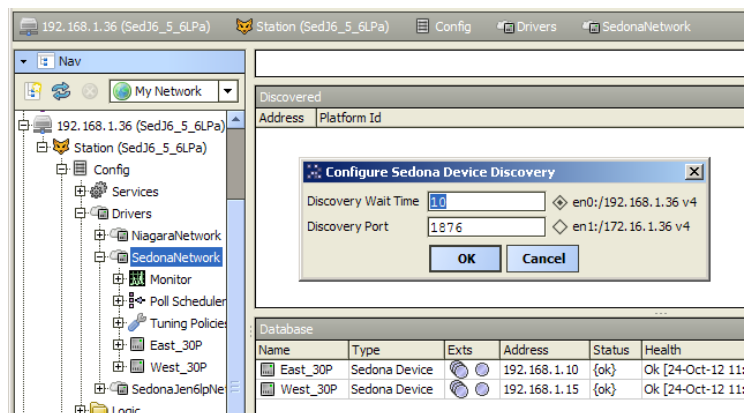 192.168.1.36 (SedJ6_5_6LPa) Station (SedJ6_5_6LPa) Config Drivers SedonaNetwork
Nav
My Network
192.168.1.36 (SedJ6_5_6LPa)
Station (SedJ6_5_6LPa)
Config
Services
Drivers
NiagaraNetwork
SedonaNetwork
Monitor
Poll Scheduler
Tuning Policies
East_30P
West_30P
SedonaJen6lpNet
Logic
Discovered
Address Platform Id
Configure Sedona Device Discovery
Discovery Wait Time 10 en0:/192.168.1.36 v4
Discovery Port 1876 en1:/172.16.1.36 v4
OK Cancel
Database
Name Type Exts Address Status Health
East_30P Sedona Device 192.168.1.10 {ok} Ok [24-Oct-12 11:
West_30P Sedona Device 192.168.1.15 {ok} Ok [24-Oct-12 11: